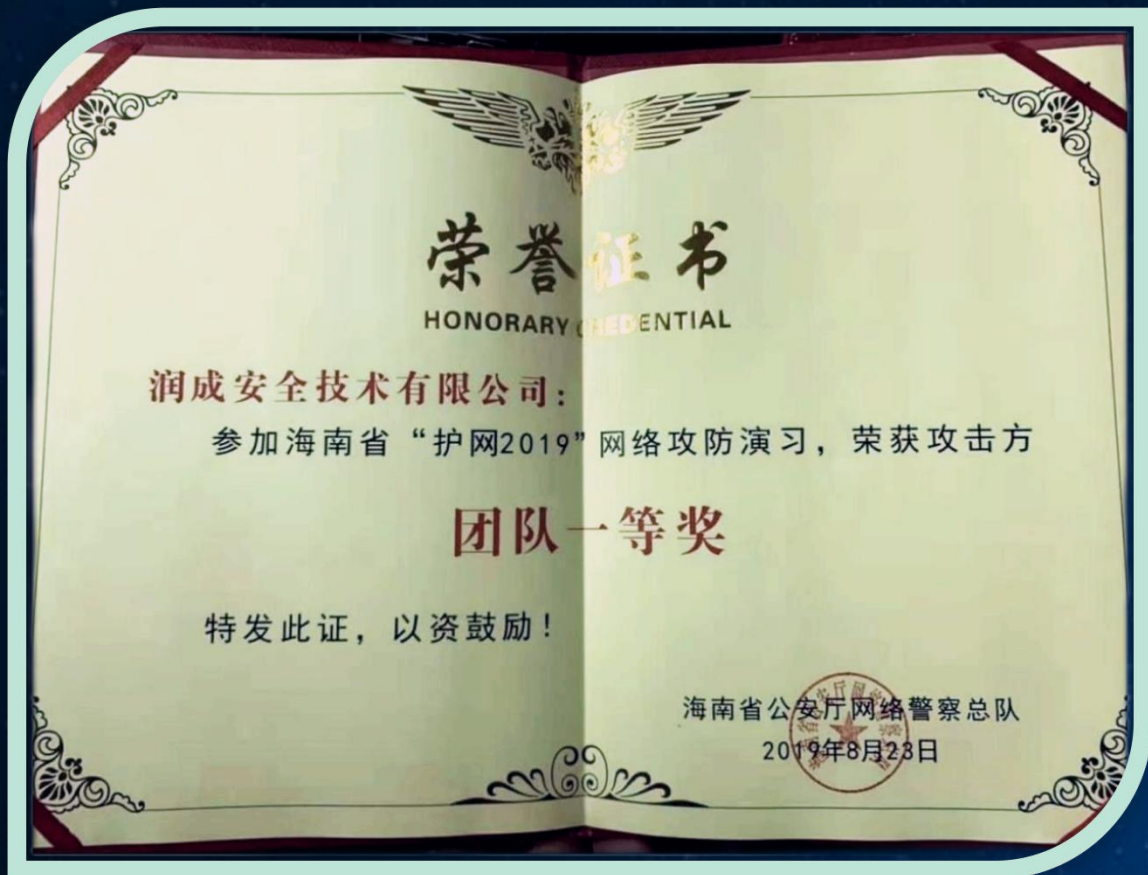 荣誉证书
HONORARY CREDENTIAL
润成安全技术有限公司：
参加海南省“护网2019”网络攻防演习，荣获攻击方
团队一等奖
特发此证，以资鼓励！
海南省公安厅网络警察总队
2019年8月23日